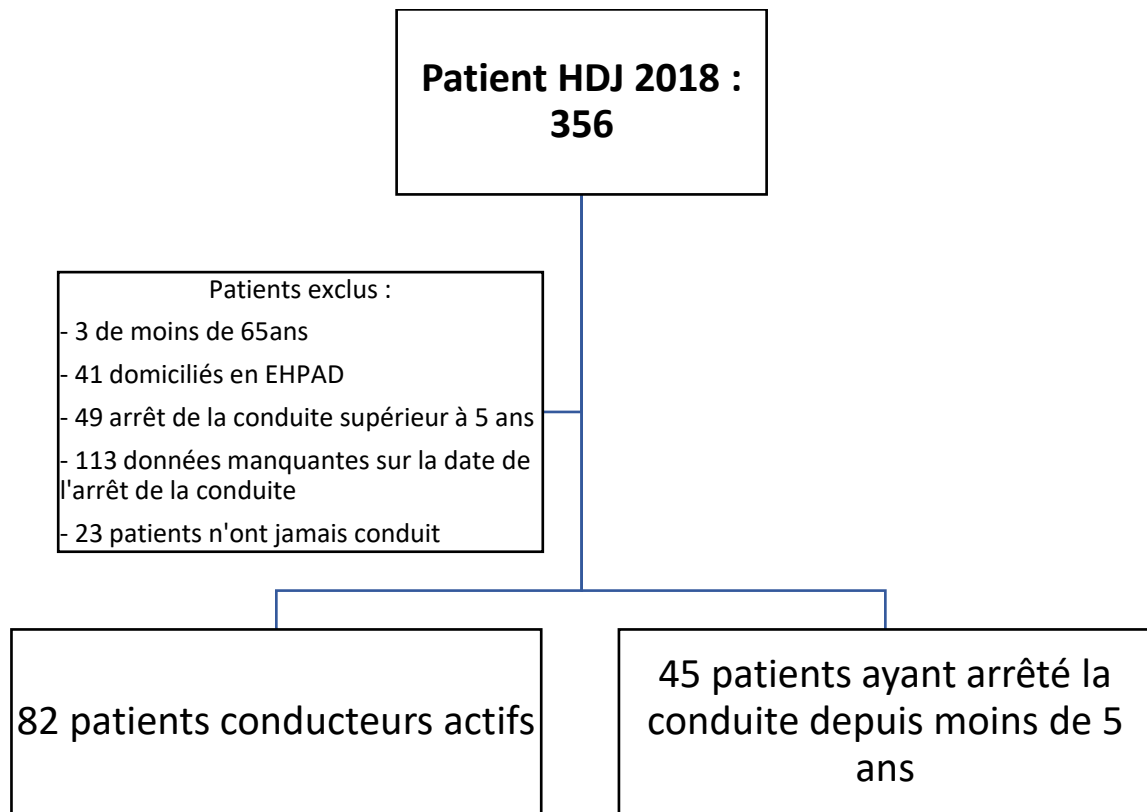 Patient HDJ 2018 :
356
Patients exclus :
- 3 de moins de 65ans
- 41 domiciliés en EHPAD
- 49 arrêt de la conduite supérieur à 5 ans
- 113 données manquantes sur la date de
l'arrêt de la conduite
- 23 patients n'ont jamais conduit
82 patients conducteurs actifs
45 patients ayant arrêté la
conduite depuis moins de 5
ans